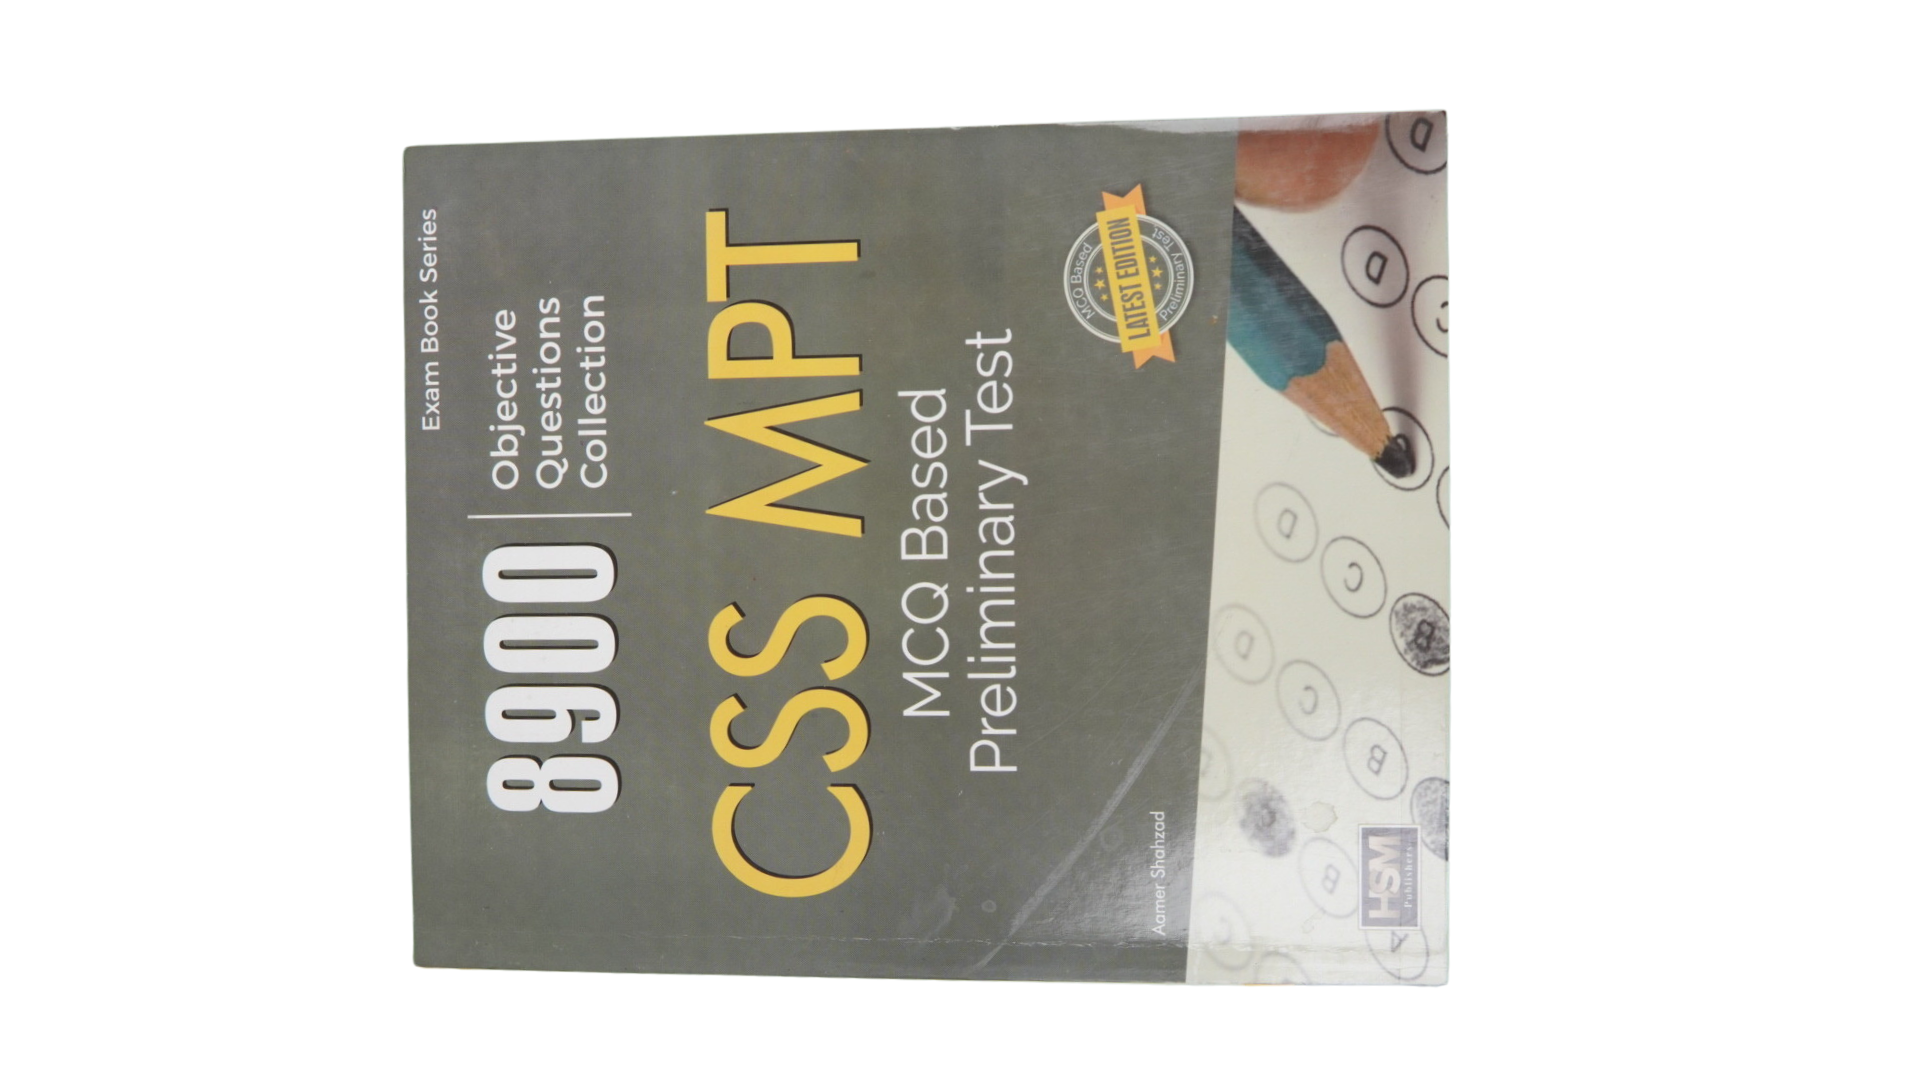 Exam Book Series
8900
Objective
Questions
Collection
CSS MPT
MCQ Based
Preliminary Test
MCQ Based
LATEST EDITION
Preliminary Test
Aamer Shahzad
HSM
Publishers
D
D
C
D
C
B
D
C
B
B
B
C
A